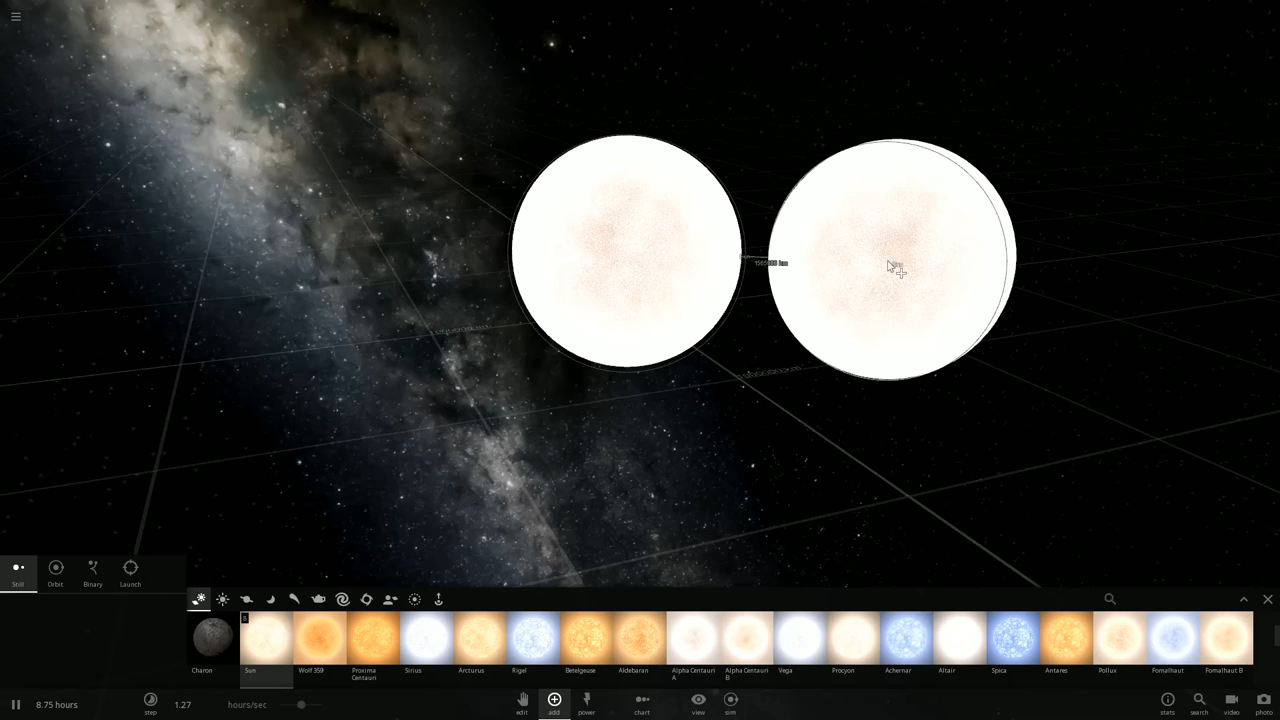 Still
Orbit
Binary
Launch
Charon
Sun
Wolf 359
Proxima
Centauri
Sirius
Arcturus
Rigel
Betelgeuse
Aldebaran
Alpha Centauri
A
Alpha Centauri
B
Vega
Procyon
Achernar
Altair
Spica
Antares
Pollux
Fomalhaut
Fomalhaut B
8.75 hours
step
1.27
hours/sec
edit
add
power
chart
view
sim
stats
search
video
photo